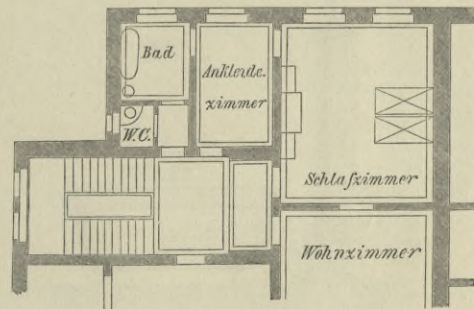 Bad
Ankleide-
zimmer
W.C.
Schlafzimmer
Wohnzimmer